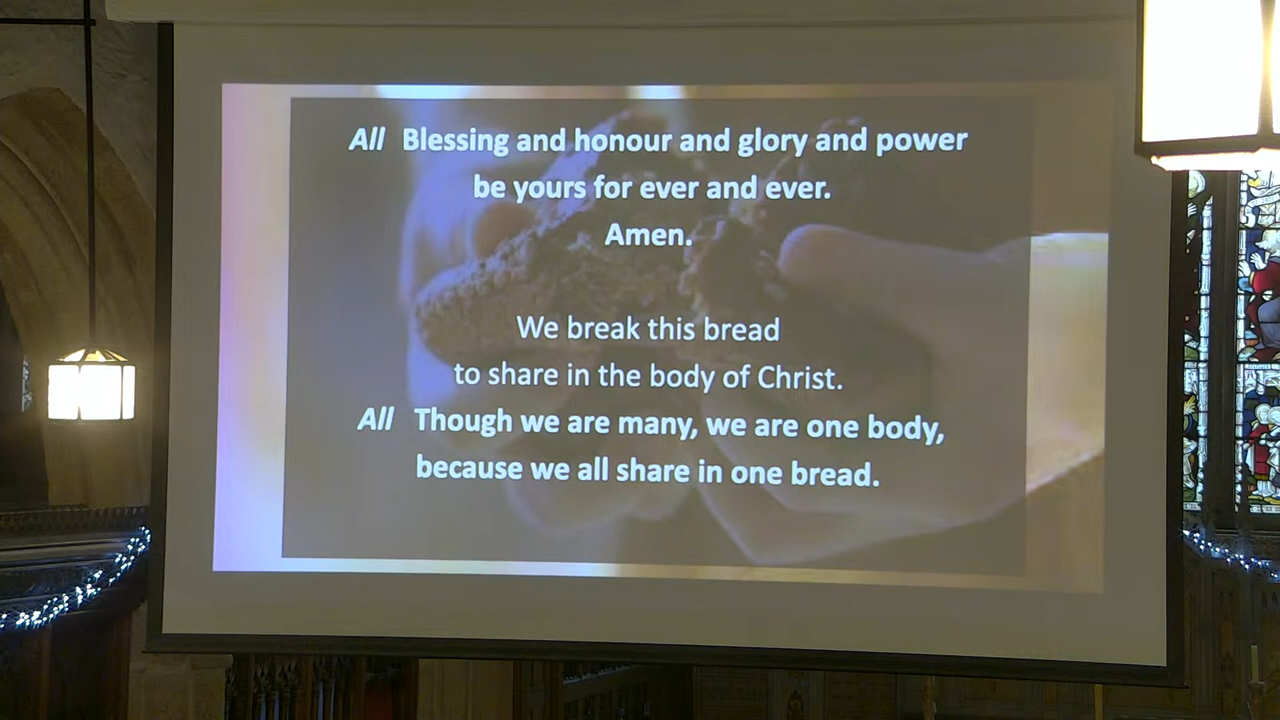 All Blessing and honour and glory and power
be yours for ever and ever.
Amen.
We break this bread
to share in the body of Christ.
All Though we are many, we are one body,
because we all share in one bread.